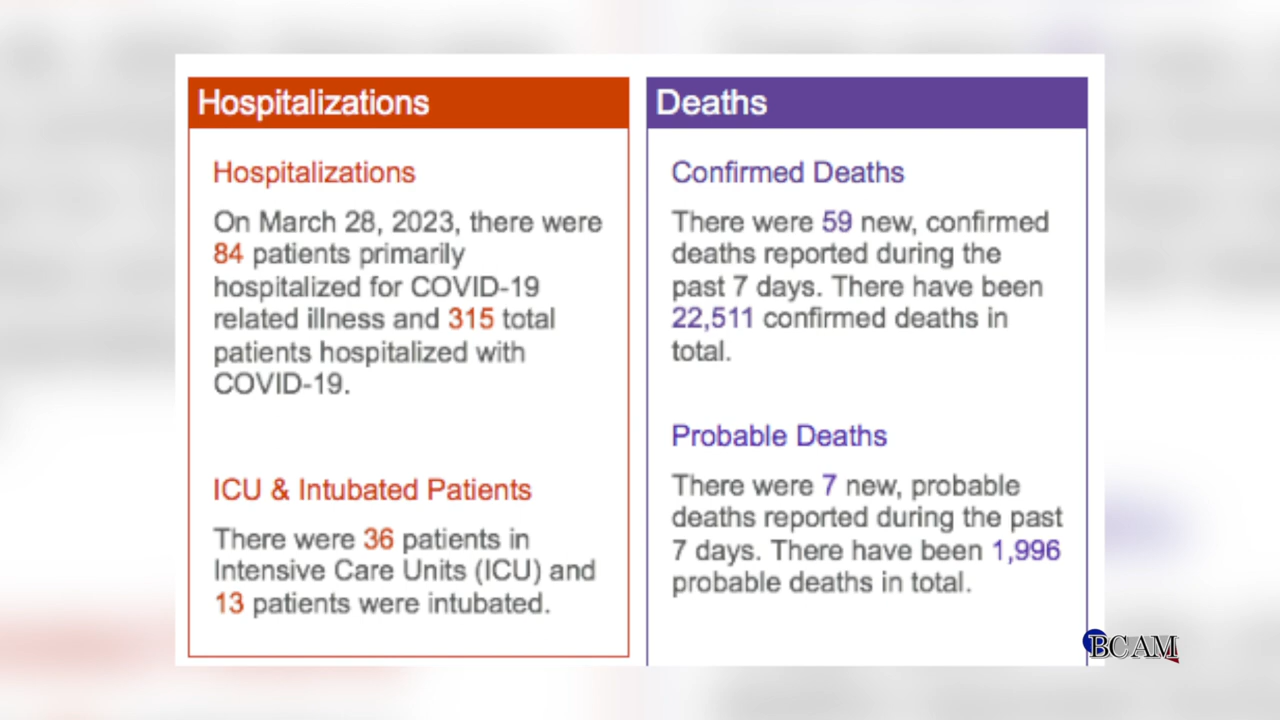 Hospitalizations
Hospitalizations
On March 28, 2023, there were
84 patients primarily
hospitalized for COVID-19
related illness and 315 total
patients hospitalized with
COVID-19.
ICU & Intubated Patients
There were 36 patients in
Intensive Care Units (ICU) and
13 patients were intubated.
Deaths
Confirmed Deaths
There were 59 new, confirmed
deaths reported during the
past 7 days. There have been
22,511 confirmed deaths in
total.
Probable Deaths
There were 7 new, probable
deaths reported during the past
7 days. There have been 1,996
probable deaths in total.
BCAM